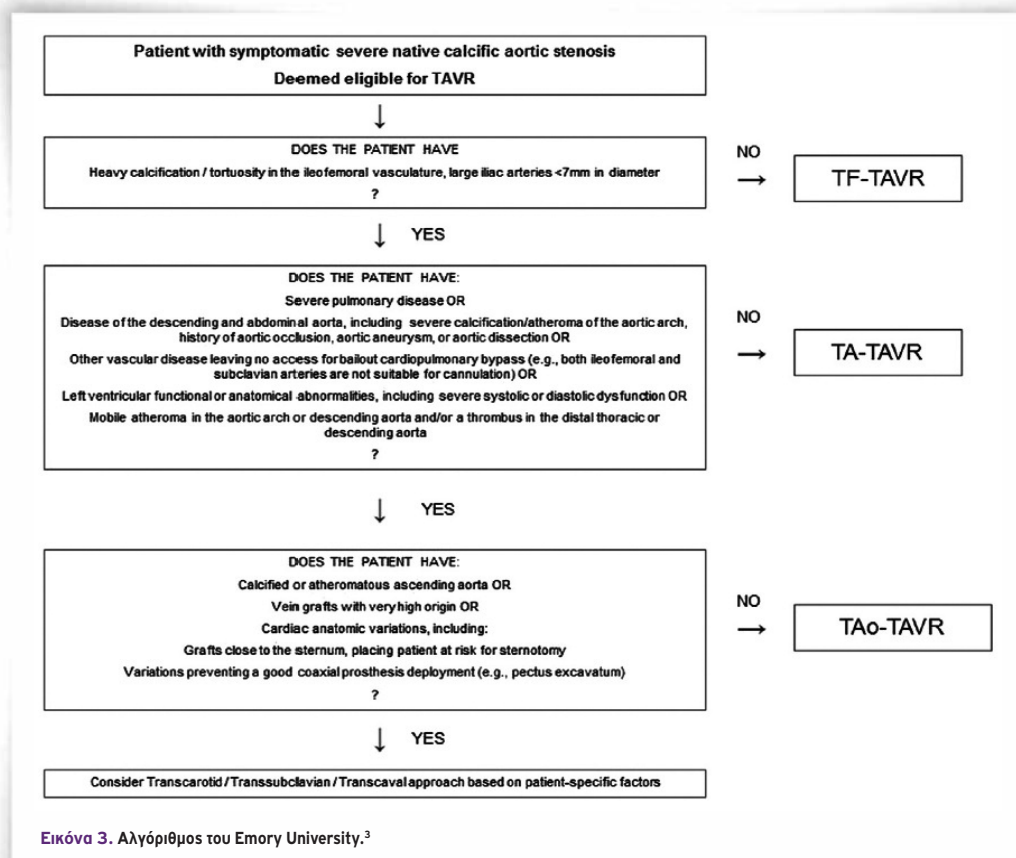 Patient with symptomatic severe native calcific aortic stenosis
Deemed eligible for TAVR
↓
DOES THE PATIENT HAVE
Heavy calcification / tortuosity in the ileofemoral vasculature, large iliac arteries <7mm in diameter
?
NO
→
TF-TAVR
↓ YES
DOES THE PATIENT HAVE:
Severe pulmonary disease OR
Disease of the descending and abdominal aorta, including severe calcification/atheroma of the aortic arch,
history of aortic occlusion, aortic aneurysm, or aortic dissection OR
Other vascular disease leaving no access for bailout cardiopulmonary bypass (e.g., both ileofemoral and
subclavian arteries are not suitable for cannulation) OR
Left ventricular functional or anatomical abnormalities, including severe systolic or diastolic dysfunction OR
Mobile atheroma in the aortic arch or descending aorta and/or a thrombus in the distal thoracic or
descending aorta
?
NO
→
TA-TAVR
↓ YES
DOES THE PATIENT HAVE:
Calcified or atheromatous ascending aorta OR
Vein grafts with very high origin OR
Cardiac anatomic variations, including:
Grafts close to the sternum, placing patient at risk for sternotomy
Variations preventing a good coaxial prosthesis deployment (e.g., pectus excavatum)
?
NO
→
TAo-TAVR
↓ YES
Consider Transcarotid / Transsubclavian / Transcaval approach based on patient-specific factors
Εικόνα 3. Αλγόριθμος του Emory University.³